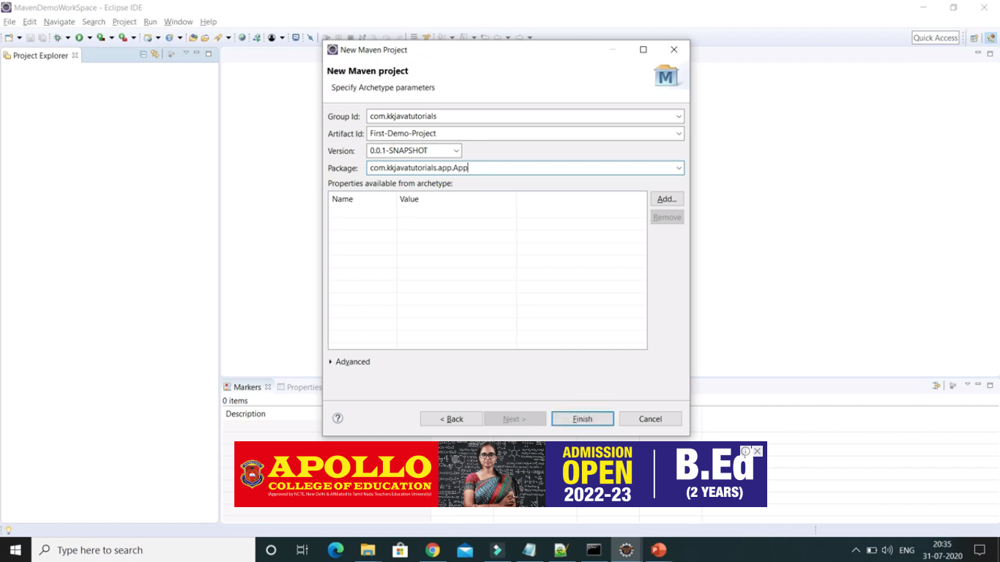 MavenDemoWorkSpace - Eclipse IDE
File Edit Navigate Search Project Run Window Help
Quick Access
Project Explorer
New Maven Project
New Maven project
Specify Archetype parameters
M
Group Id: com.kkjavatutorials
Artifact Id: First-Demo-Project
Version: 0.0.1-SNAPSHOT
Package: com.kkjavatutorials.app.App
Properties available from archetype:
Name Value
Add...
Remove
Advanced
< Back Next > Finish Cancel
Markers Properties
0 items
Description
APOLLO
COLLEGE OF EDUCATION
(Approved by NCTE, New Delhi & Affiliated to Tamil Nadu Teachers Education University)
ADMISSION
OPEN
2022-23
B.Ed
(2 YEARS)
Type here to search
ENG
20:35
31-07-2020